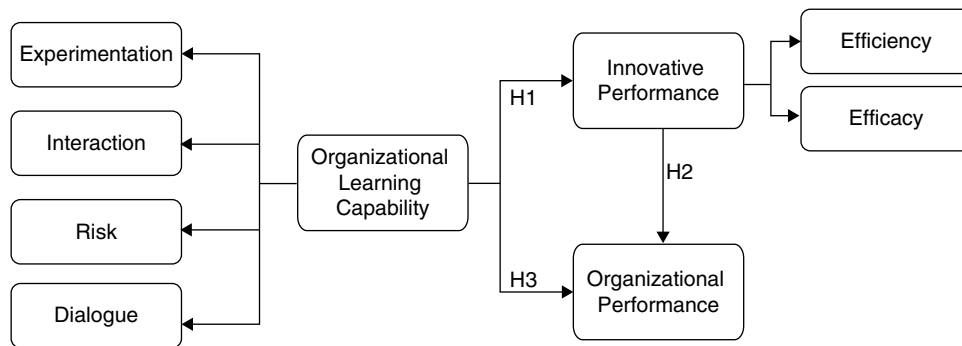 Experimentation
Interaction
Risk
Dialogue
Organizational
Learning
Capability
H1
H2
H3
Innovative
Performance
Organizational
Performance
Efficiency
Efficacy